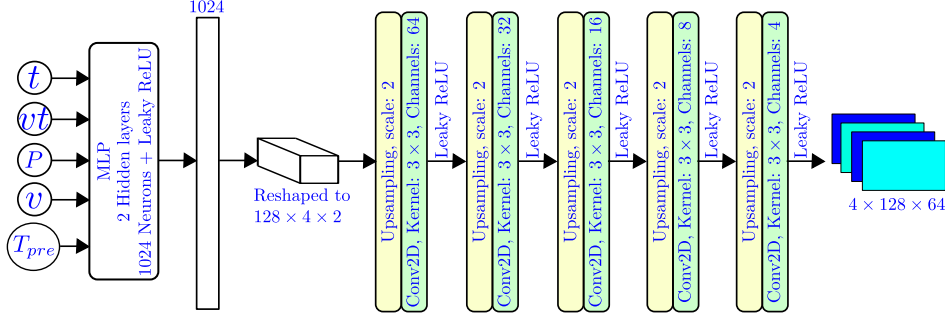 1024
t
vt
P
v
T_{pre}
MLP
2 Hidden layers
1024 Neurons + Leaky ReLU
Reshaped to
128 × 4 × 2
Upsampling, scale: 2
Conv2D, Kernel: 3 × 3, Channels: 64
Leaky ReLU
Upsampling, scale: 2
Conv2D, Kernel: 3 × 3, Channels: 32
Leaky ReLU
Upsampling, scale: 2
Conv2D, Kernel: 3 × 3, Channels: 16
Leaky ReLU
Upsampling, scale: 2
Conv2D, Kernel: 3 × 3, Channels: 8
Leaky ReLU
Upsampling, scale: 2
Conv2D, Kernel: 3 × 3, Channels: 4
Leaky ReLU
4 × 128 × 64